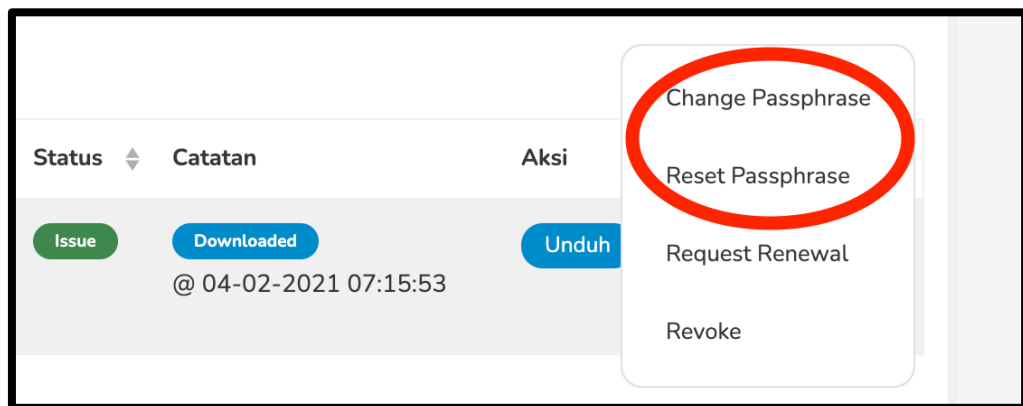 Change Passphrase
Status Catatan Aksi
Reset Passphrase
Issue Downloaded Unduh
Request Renewal
@ 04-02-2021 07:15:53
Revoke